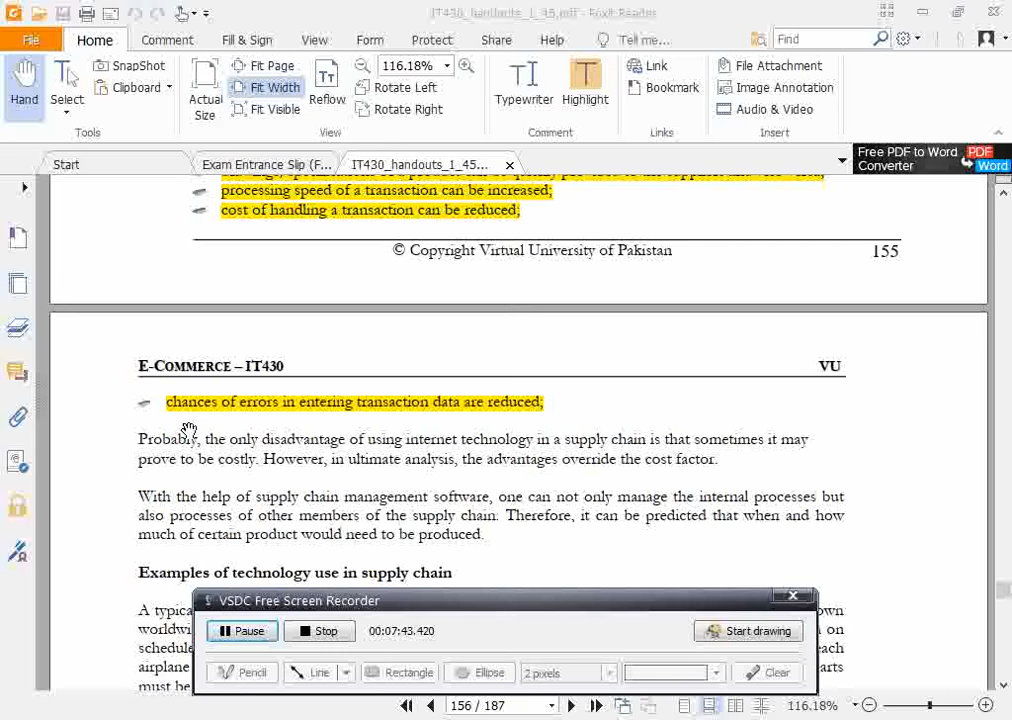 IT430_handouts_1_45.pdf - Foxit Reader
File Home Comment Fill & Sign View Form Protect Share Help Tell me... Find
Hand
Select
SnapShot
Clipboard
Tools
Actual Size
Fit Page
Fit Width
Fit Visible
Reflow
116.18%
Rotate Left
Rotate Right
View
Typewriter
Highlight
Comment
Link
Bookmark
Links
File Attachment
Image Annotation
Audio & Video
Insert
Start Exam Entrance Slip (F... IT430_handouts_1_45...
Free PDF to Word Converter PDF Word
processing speed of a transaction can be increased;
cost of handling a transaction can be reduced;
© Copyright Virtual University of Pakistan 155
E-COMMERCE – IT430 VU
chances of errors in entering transaction data are reduced;
Probably, the only disadvantage of using internet technology in a supply chain is that sometimes it may
prove to be costly. However, in ultimate analysis, the advantages override the cost factor.
With the help of supply chain management software, one can not only manage the internal processes but
also processes of other members of the supply chain. Therefore, it can be predicted that when and how
much of certain product would need to be produced.
Examples of technology use in supply chain
A typica own
worldwi on
schedule each
airplane arts
must be
VSDC Free Screen Recorder
Pause Stop 00:07:43.420 Start drawing
Pencil Line Rectangle Ellipse 2 pixels Clear
156 / 187 116.18%